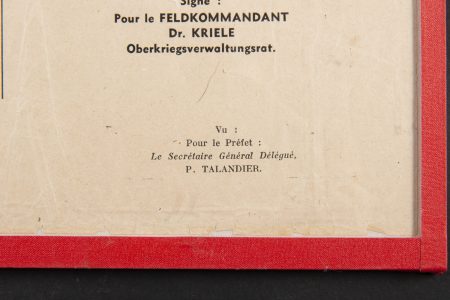 Signé :
Pour le FELDKOMMANDANT
Dr. KRIELE
Oberkriegsverwaltungsrat.
Vu :
Pour le Préfet :
Le Secrétaire Général Délégué,
P. TALANDIER.